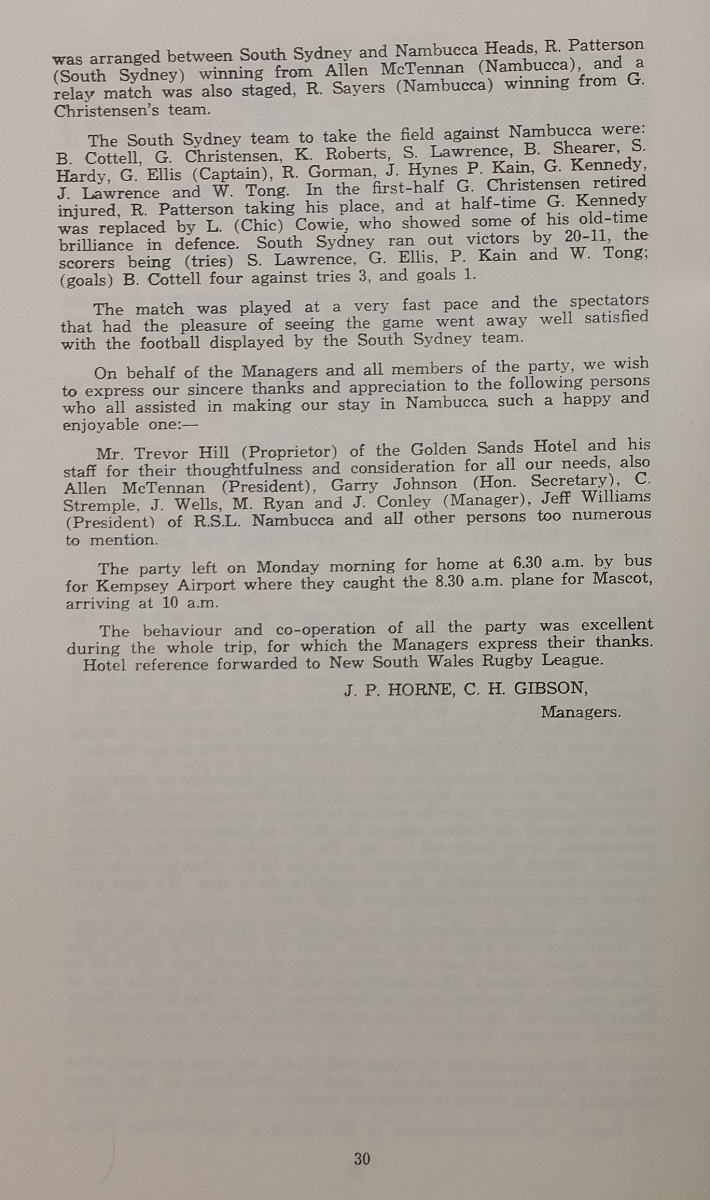 was arranged between South Sydney and Nambucca Heads, R. Patterson
(South Sydney) winning from Allen McTennan (Nambucca), and a
relay match was also staged, R. Sayers (Nambucca) winning from G.
Christensen's team.
The South Sydney team to take the field against Nambucca were:
B. Cottell, G. Christensen, K. Roberts, S. Lawrence, B. Shearer, S.
Hardy, G. Ellis (Captain), R. Gorman, J. Hynes P. Kain, G. Kennedy,
J. Lawrence and W. Tong. In the first-half G. Christensen retired
injured, R. Patterson taking his place, and at half-time G. Kennedy
was replaced by L. (Chic) Cowie, who showed some of his old-time
brilliance in defence. South Sydney ran out victors by 20-11, the
scorers being (tries) S. Lawrence, G. Ellis, P. Kain and W. Tong;
(goals) B. Cottell four against tries 3, and goals 1.
The match was played at a very fast pace and the spectators
that had the pleasure of seeing the game went away well satisfied
with the football displayed by the South Sydney team.
On behalf of the Managers and all members of the party, we wish
to express our sincere thanks and appreciation to the following persons
who all assisted in making our stay in Nambucca such a happy and
enjoyable one:—
Mr. Trevor Hill (Proprietor) of the Golden Sands Hotel and his
staff for their thoughtfulness and consideration for all our needs, also
Allen McTennan (President), Garry Johnson (Hon. Secretary), C.
Stremple, J. Wells, M. Ryan and J. Conley (Manager), Jeff Williams
(President) of R.S.L. Nambucca and all other persons too numerous
to mention.
The party left on Monday morning for home at 6.30 a.m. by bus
for Kempsey Airport where they caught the 8.30 a.m. plane for Mascot,
arriving at 10 a.m.
The behaviour and co-operation of all the party was excellent
during the whole trip, for which the Managers express their thanks.
Hotel reference forwarded to New South Wales Rugby League.
J. P. HORNE, C. H. GIBSON,
Managers.
30